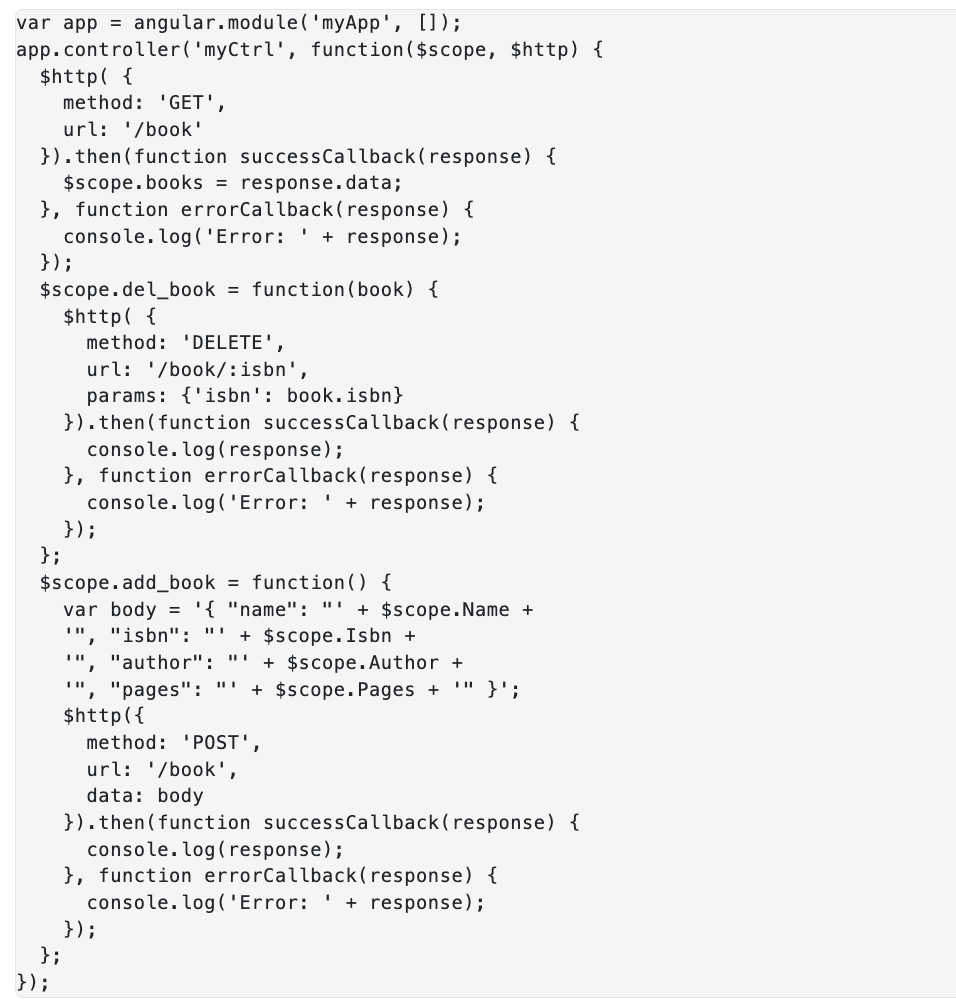 var app = angular.module('myApp', []);
app.controller('myCtrl', function($scope, $http) {
  $http( {
    method: 'GET',
    url: '/book'
  }).then(function successCallback(response) {
    $scope.books = response.data;
  }, function errorCallback(response) {
    console.log('Error: ' + response);
  });
  $scope.del_book = function(book) {
    $http( {
      method: 'DELETE',
      url: '/book/:isbn',
      params: {'isbn': book.isbn}
    }).then(function successCallback(response) {
      console.log(response);
    }, function errorCallback(response) {
      console.log('Error: ' + response);
    });
  };
  $scope.add_book = function() {
    var body = '{ "name": "' + $scope.Name +
    '", "isbn": "' + $scope.Isbn +
    '", "author": "' + $scope.Author +
    '", "pages": "' + $scope.Pages + '" }';
    $http({
      method: 'POST',
      url: '/book',
      data: body
    }).then(function successCallback(response) {
      console.log(response);
    }, function errorCallback(response) {
      console.log('Error: ' + response);
    });
  };
});